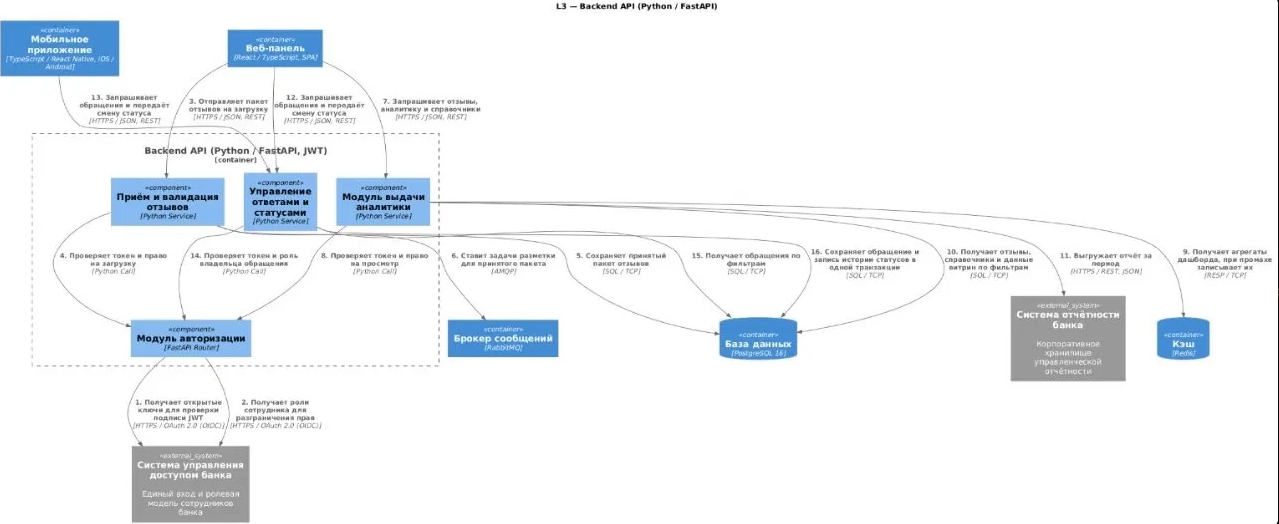 L3 — Backend API (Python / FastAPI)
«container»
Мобильное
приложение
[TypeScript / React Native, iOS /
Android]
«container»
Веб-панель
[React / TypeScript, SPA]
13. Запрашивает
обращения и передаёт
смену статуса
[HTTPS / JSON, REST]
3. Отправляет пакет
отзывов на загрузку
[HTTPS / JSON, REST]
12. Запрашивает
обращения и передаёт
смену статуса
[HTTPS / JSON, REST]
7. Запрашивает отзывы,
аналитику и справочники
[HTTPS / JSON, REST]
Backend API (Python / FastAPI, JWT)
[container]
«component»
Приём и валидация
отзывов
[Python Service]
«component»
Управление
ответами и
статусами
[Python Service]
«component»
Модуль выдачи
аналитики
[Python Service]
4. Проверяет токен и право
на загрузку
[Python Call]
14. Проверяет токен и роль
владельца обращения
[Python Call]
8. Проверяет токен и право
на просмотр
[Python Call]
6. Ставит задачи разметки
для принятого пакета
[AMQP]
5. Сохраняет принятый
пакет отзывов
[SQL / TCP]
15. Получает обращения по
фильтрам
[SQL / TCP]
16. Сохраняет обращение и
запись истории статусов в
одной транзакции
[SQL / TCP]
10. Получает отзывы,
справочники и данные
витрин по фильтрам
[SQL / TCP]
11. Выгружает отчёт за
период
[HTTPS / REST, JSON]
9. Получает агрегаты
дашборда, при промахе
записывает их
[RESP / TCP]
«component»
Модуль авторизации
[FastAPI Router]
«container»
Брокер сообщений
[RabbitMQ]
«container»
База данных
[PostgreSQL 16]
«external_system»
Система отчётности
банка
Корпоративное
хранилище
управленческой
отчётности
«container»
Кэш
[Redis]
1. Получает открытые
ключи для проверки
подписи JWT
[HTTPS / OAuth 2.0 (OIDC)]
2. Получает роли
сотрудника для
разграничения прав
[HTTPS / OAuth 2.0 (OIDC)]
«external_system»
Система управления
доступом банка
Единый вход и ролевая
модель сотрудников
банка